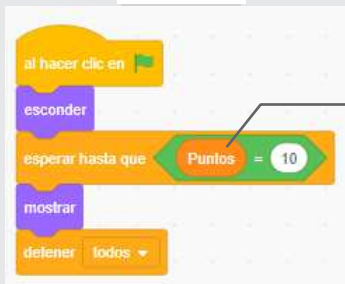 al hacer clic en
esconder
esperar hasta que Puntos = 10
mostrar
detener todos